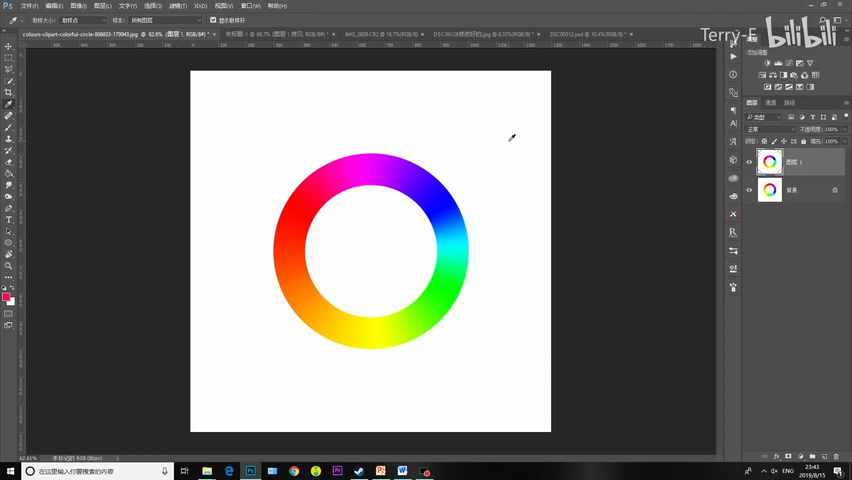 Ps 文件(F) 编辑(E) 图像(I) 图层(L) 文字(Y) 选择(S) 滤镜(T) 3D(D) 视图(V) 窗口(W) 帮助(H)
取样大小: 取样点 样本: 所有图层 显示取样环
Terry-E bilibili
colours-clipart-colorful-circle-898833-179943.jpg @ 62.6% (图层 1, RGB/8#) *
未标题-1 @ 66.7% (图层 1 拷贝, RGB/8#) *
IMG_2609.CR2 @ 16.7%(RGB/8*)
DSC06128修改好的.jpg @ 8.33%(RGB/8*) *
DSC00312.psd @ 10.4%(RGB/8*) *
调整
图层 通道 路径
类型
正常 不透明度: 100%
锁定: 填充: 100%
图层 1
背景
62.61% 未标记的 RGB (8bpc)
在这里输入你要搜索的内容
ENG
23:43
2019/8/15